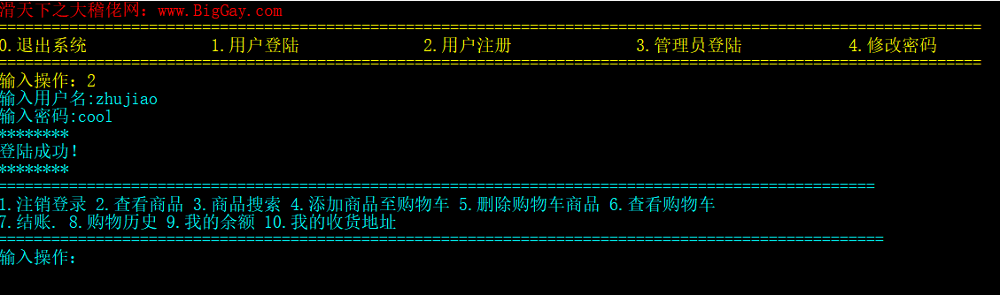 滑天下之大稽佬网：www.BigGay.com
===============================================================================================================
0.退出系统 1.用户登陆 2.用户注册 3.管理员登陆 4.修改密码
===============================================================================================================
输入操作：2
输入用户名:zhujiao
输入密码:cool
********
登陆成功!
********
===================================================================================================
1.注销登录 2.查看商品 3.商品搜索 4.添加商品至购物车 5.删除购物车商品 6.查看购物车
7.结账. 8.购物历史 9.我的余额 10.我的收货地址
====================================================================================================
输入操作：